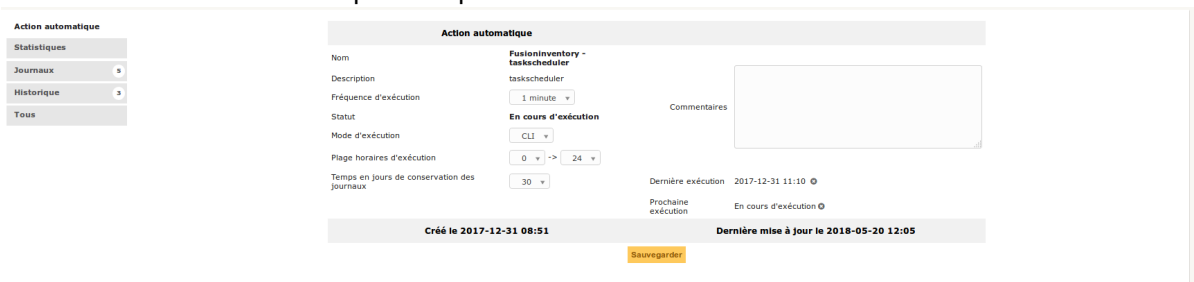 Action automatique
Statistiques
Journaux 5
Historique 3
Tous
Action automatique
Nom Fusioninventory -
taskscheduler
Description taskscheduler
Fréquence d'exécution 1 minute
Statut En cours d'exécution
Mode d'exécution CLI
Plage horaires d'exécution 0 -> 24
Temps en jours de conservation des
journaux 30
Commentaires
Dernière exécution 2017-12-31 11:10
Prochaine
exécution En cours d'exécution
Créé le 2017-12-31 08:51 Dernière mise à jour le 2018-05-20 12:05
Sauvegarder